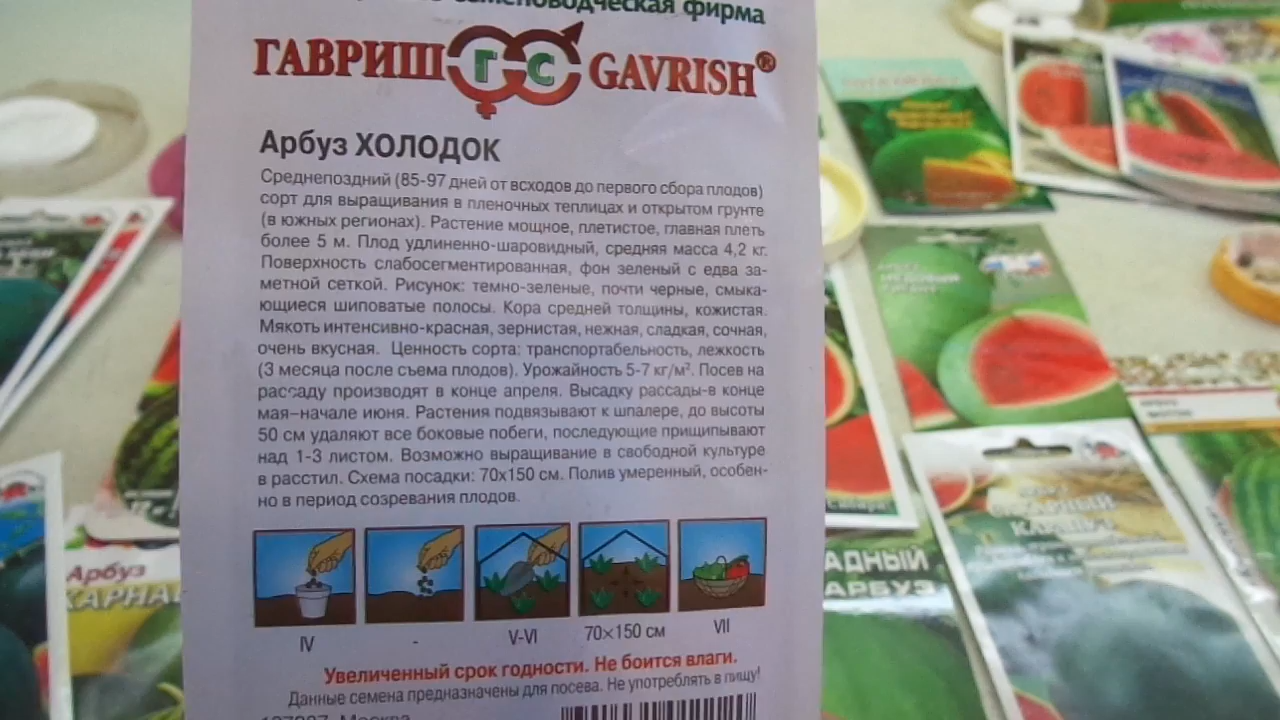 семеноводческая фирма
ГАВРИШ ГС GAVRISH®
Арбуз ХОЛОДОК
Среднепоздний (85-97 дней от всходов до первого сбора плодов)
сорт для выращивания в пленочных теплицах и открытом грунте
(в южных регионах). Растение мощное, плетистое, главная плеть
более 5 м. Плод удлиненно-шаровидный, средняя масса 4,2 кг.
Поверхность слабосегментированная, фон зеленый с едва за-
метной сеткой. Рисунок: темно-зеленые, почти черные, смыка-
ющиеся шиповатые полосы. Кора средней толщины, кожистая.
Мякоть интенсивно-красная, зернистая, нежная, сладкая, сочная,
очень вкусная. Ценность сорта: транспортабельность, лежкость
(3 месяца после съема плодов). Урожайность 5-7 кг/м². Посев на
рассаду производят в конце апреля. Высадку рассады-в конце
мая–начале июня. Растения подвязывают к шпалере, до высоты
50 см удаляют все боковые побеги, последующие прищипывают
над 1-3 листом. Возможно выращивание в свободной культуре
в расстил. Схема посадки: 70х150 см. Полив умеренный, особен-
но в период созревания плодов.
IV - V-VI 70×150 см VII
Увеличенный срок годности. Не боится влаги.
Данные семена предназначены для посева. Не употреблять в пищу!
Москва
Арбуз
КАРНА
АДНЫЙ
АРБУЗ